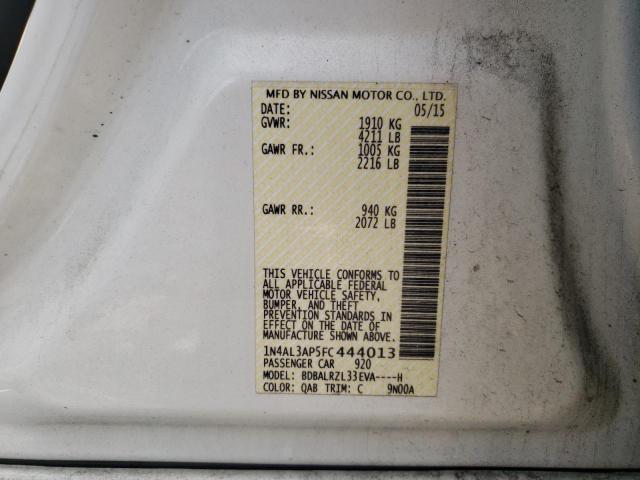 MFD BY NISSAN MOTOR CO., LTD.
DATE: 05/15
GVWR: 1910 KG
4211 LB
GAWR FR.: 1005 KG
2216 LB
GAWR RR.: 940 KG
2072 LB
THIS VEHICLE CONFORMS TO
ALL APPLICABLE FEDERAL
MOTOR VEHICLE SAFETY,
BUMPER, AND THEFT
PREVENTION STANDARDS
IN EFFECT ON THE DATE OF
MANUFACTURE SHOWN ABOVE.
1N4AL3AP5FC444013
PASSENGER CAR 920
MODEL: BDBALRZL33EVA----H
COLOR: QAB TRIM: C 9N00A